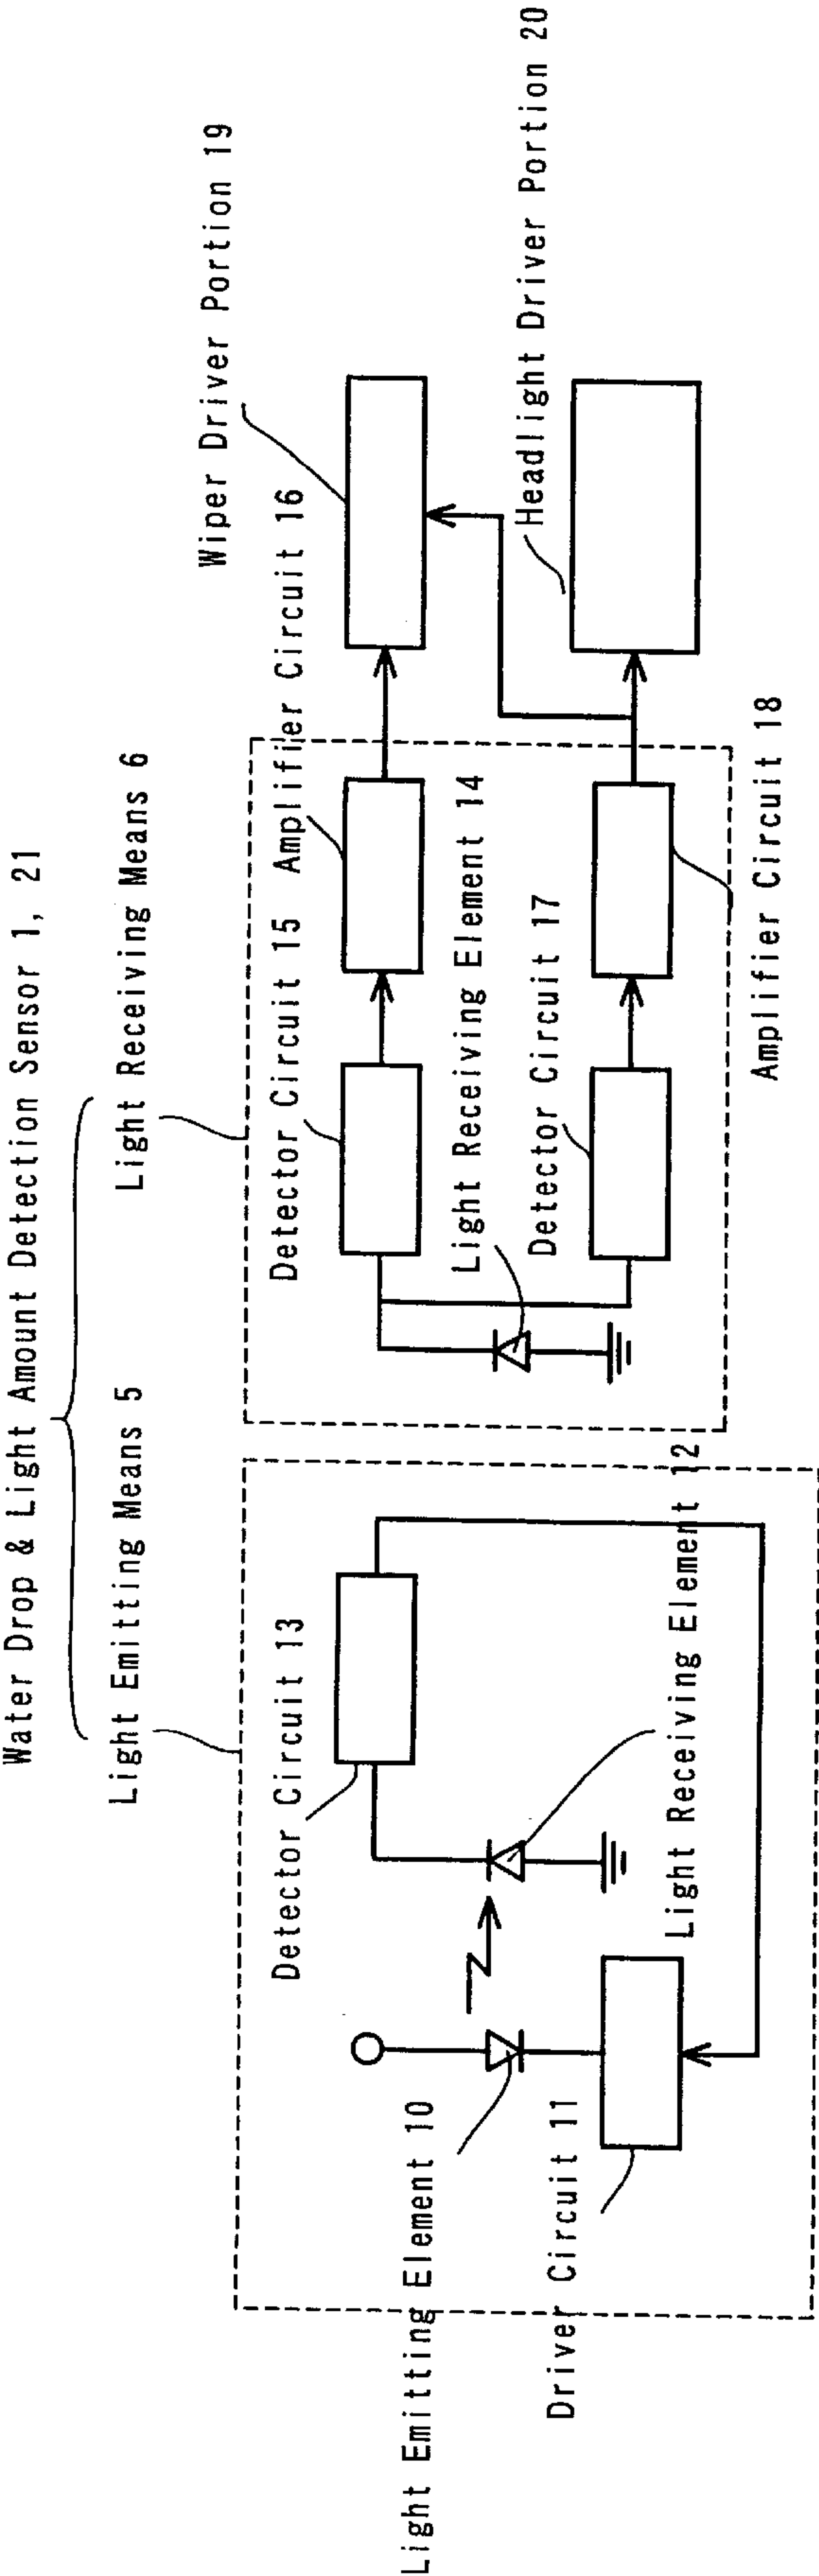 Water Drop & Light Amount Detection Sensor 1, 21
Light Emitting Means 5
Light Receiving Means 6
Wiper Driver Portion 19
Detector Circuit 13
Detector Circuit 15
Amplifier Circuit 16
Light Emitting Element 10
Light Receiving Element 14
Headlight Driver Portion 20
Driver Circuit 11
Detector Circuit 17
Light Receiving Element 12
Amplifier Circuit 18